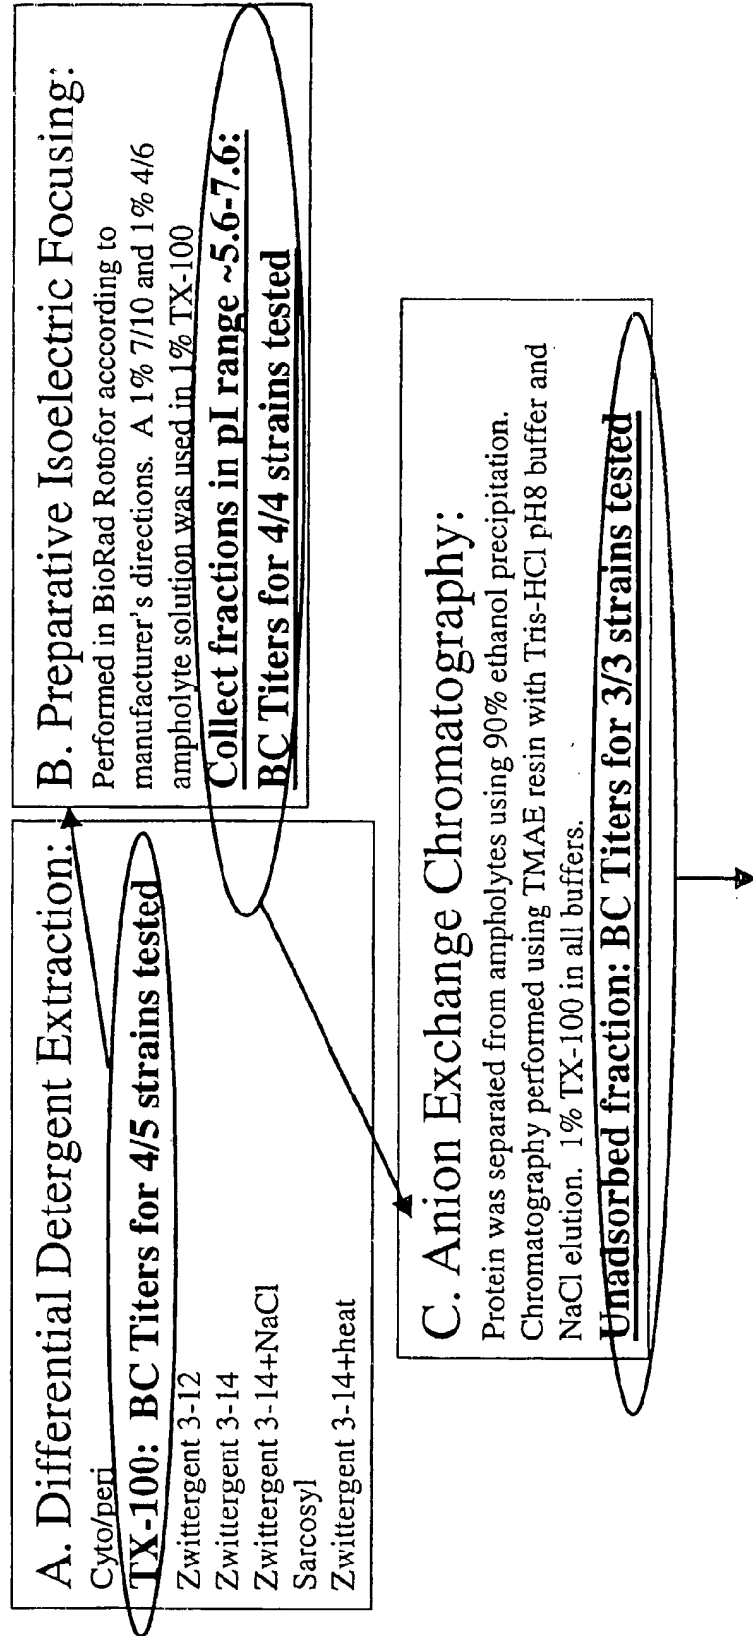 A. Differential Detergent Extraction:
Cyto/peri
TX-100: BC Titers for 4/5 strains tested
Zwittergent 3-12
Zwittergent 3-14
Zwittergent 3-14+NaCl
Sarcosyl
Zwittergent 3-14+heat
B. Preparative Isoelectric Focusing:
Performed in BioRad Rotofor acccording to
manufacturer's directions. A 1% 7/10 and 1% 4/6
ampholyte solution was used in 1% TX-100
Collect fractions in pI range ~5.6-7.6:
BC Titers for 4/4 strains tested
C. Anion Exchange Chromatography:
Protein was separated from ampholytes using 90% ethanol precipitation.
Chromatography performed using TMAE resin with Tris-HCl pH8 buffer and
NaCl elution. 1% TX-100 in all buffers.
Unadsorbed fraction: BC Titers for 3/3 strains tested